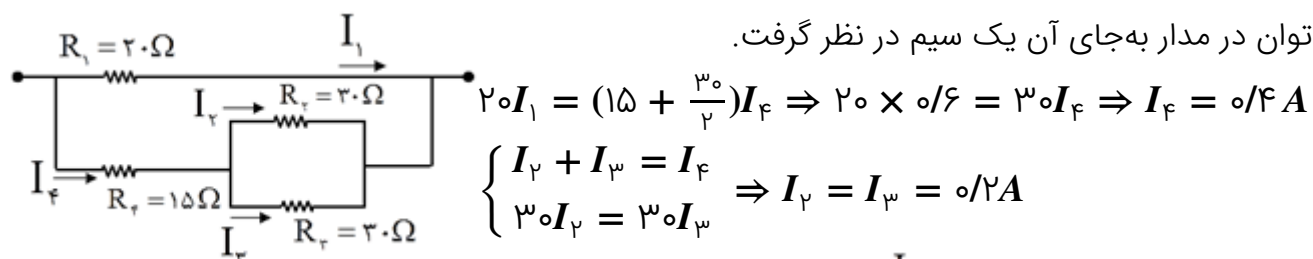 توان در مدار به‌جای آن یک سیم در نظر گرفت.
R₁ = ۲۰Ω
I₁
I₂
R₂ = ۳۰Ω
I₄
R₄ = ۱۵Ω
I₃
R₃ = ۳۰Ω
۲۰I₁ = (۱۵ + ۳۰/۲)I₄ ⇒ ۲۰ × ۰/۶ = ۳۰I₄ ⇒ I₄ = ۰/۴ A
{ I₂ + I₃ = I₄
۳۰I₂ = ۳۰I₃ ⇒ I₂ = I₃ = ۰/۲A